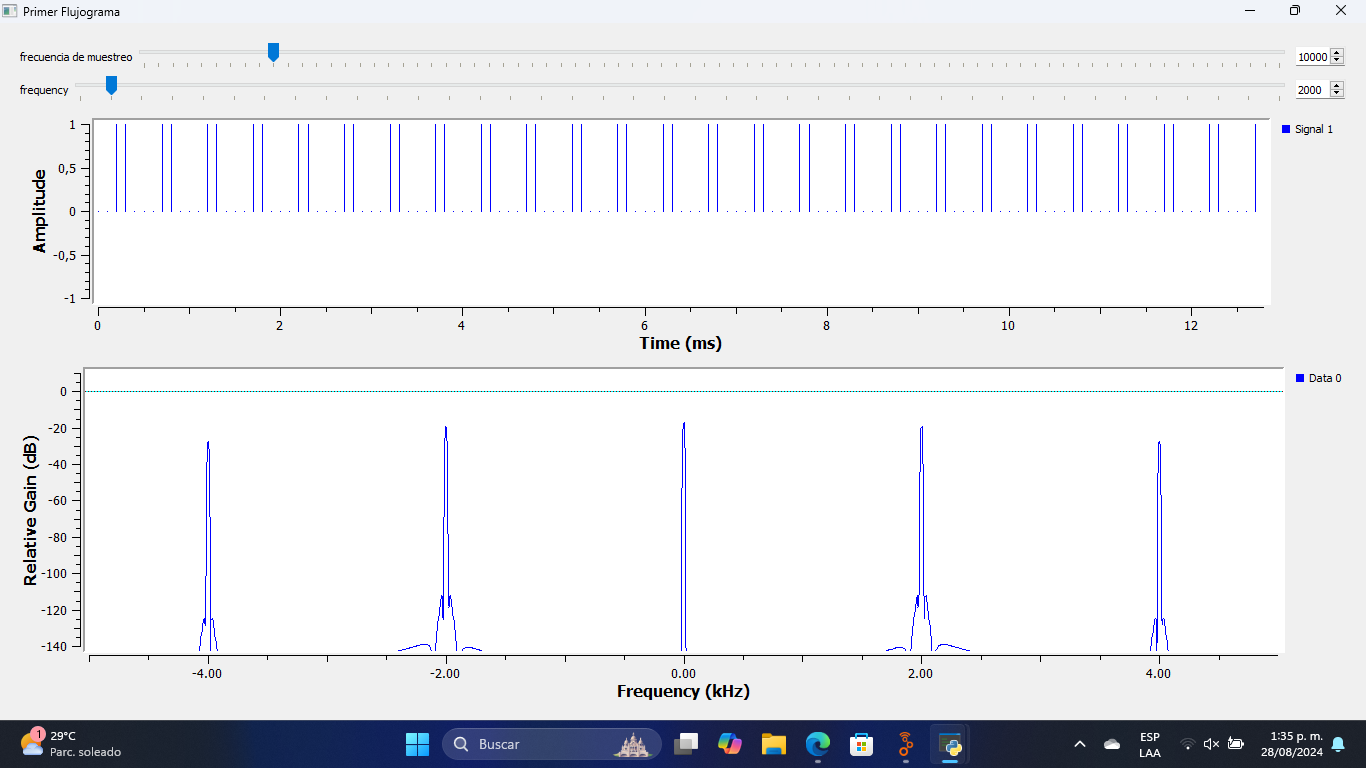 Primer Flujograma
frecuencia de muestreo
10000
frequency
2000
Signal 1
1
0,5
0
-0,5
-1
Amplitude
0 2 4 6 8 10 12
Time (ms)
Data 0
0
-20
-40
-60
-80
-100
-120
-140
Relative Gain (dB)
-4.00 -2.00 0.00 2.00 4.00
Frequency (kHz)
1
29°C
Parc. soleado
Buscar
ESP
LAA
1:35 p. m.
28/08/2024